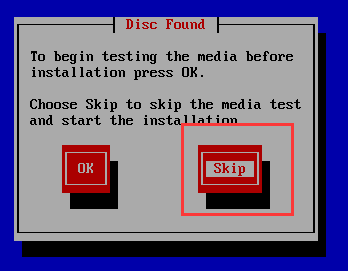 Disc Found
To begin testing the media before
installation press OK.
Choose Skip to skip the media test
and start the installation
OK
Skip